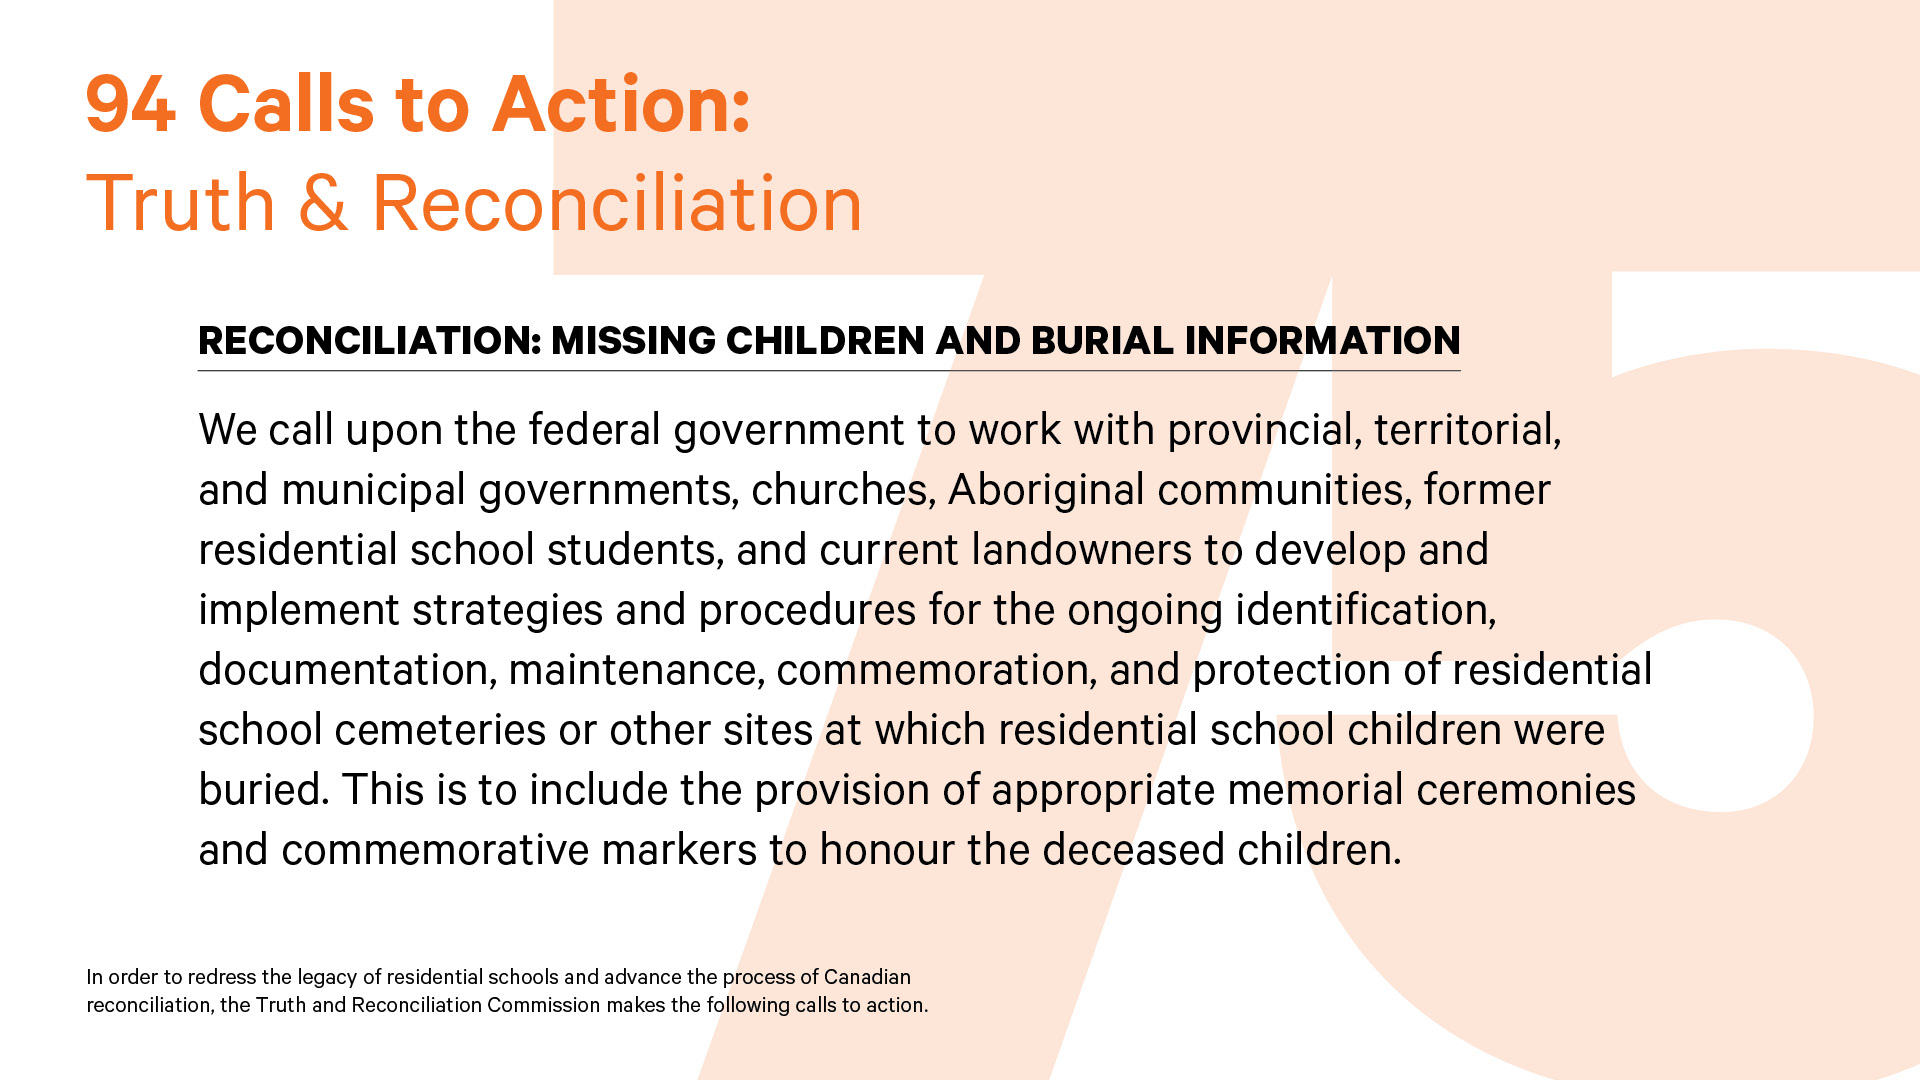 94 Calls to Action:
Truth & Reconciliation
75
RECONCILIATION: MISSING CHILDREN AND BURIAL INFORMATION
We call upon the federal government to work with provincial, territorial,
and municipal governments, churches, Aboriginal communities, former
residential school students, and current landowners to develop and
implement strategies and procedures for the ongoing identification,
documentation, maintenance, commemoration, and protection of residential
school cemeteries or other sites at which residential school children were
buried. This is to include the provision of appropriate memorial ceremonies
and commemorative markers to honour the deceased children.
In order to redress the legacy of residential schools and advance the process of Canadian
reconciliation, the Truth and Reconciliation Commission makes the following calls to action.